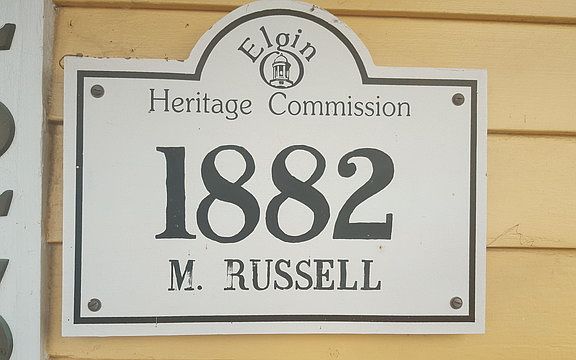 Elgin
Heritage Commission
1882
M. RUSSELL